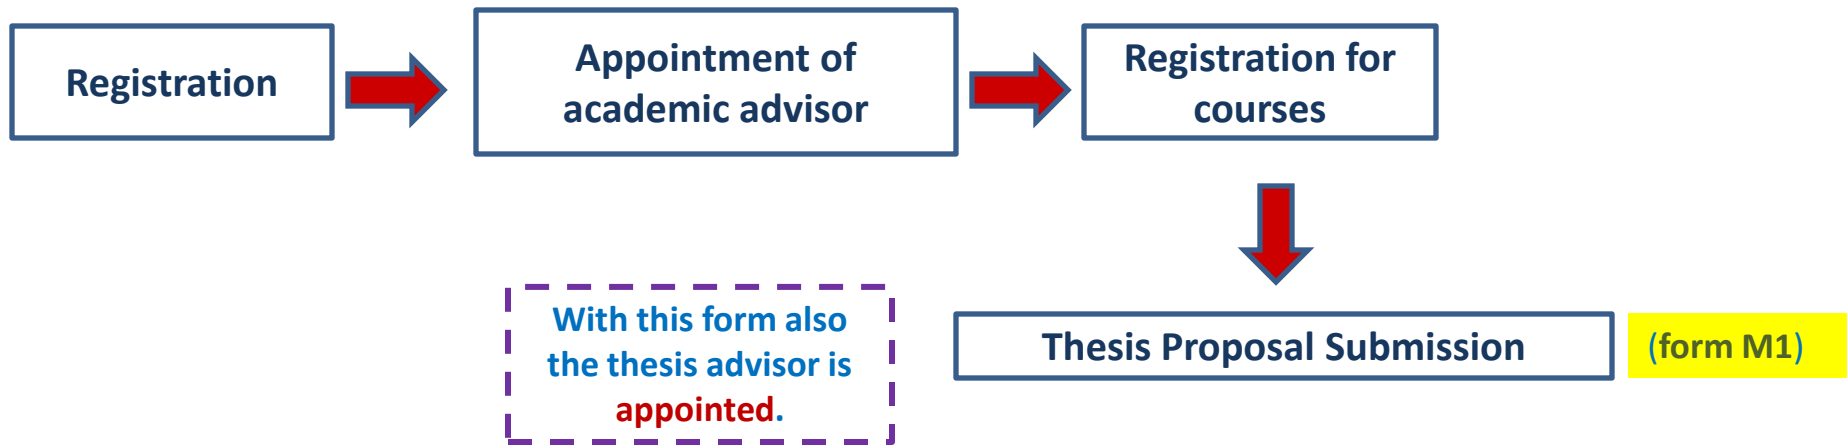 Registration
Appointment of
academic advisor
Registration for
courses
With this form also
the thesis advisor is
appointed.
Thesis Proposal Submission
(form M1)